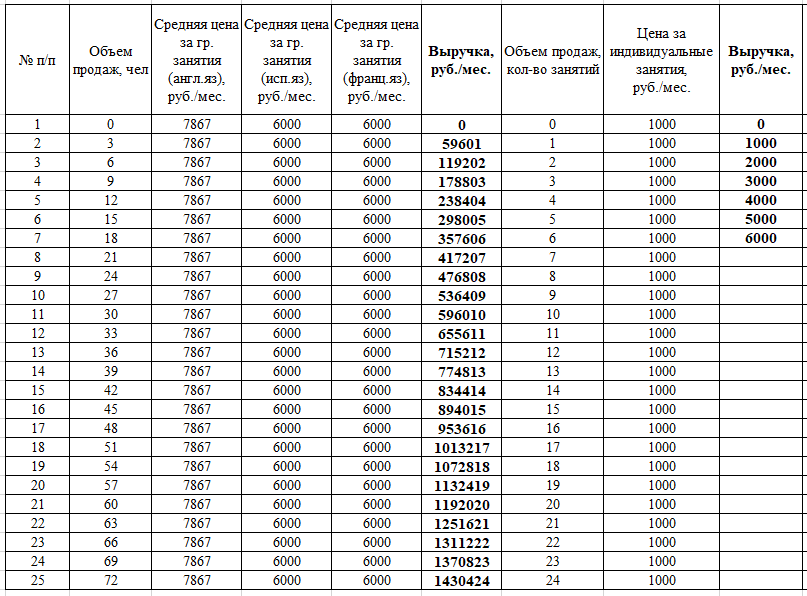 № п/п | Объем продаж, чел | Средняя цена за гр. занятия (англ.яз), руб./мес. | Средняя цена за гр. занятия (исп.яз), руб./мес. | Средняя цена за гр. занятия (франц.яз), руб./мес. | Выручка, руб./мес. | Объем продаж, кол-во занятий | Цена за индивидуальные занятия, руб./мес. | Выручка, руб./мес.
1 | 0 | 7867 | 6000 | 6000 | 0 | 0 | 1000 | 0
2 | 3 | 7867 | 6000 | 6000 | 59601 | 1 | 1000 | 1000
3 | 6 | 7867 | 6000 | 6000 | 119202 | 2 | 1000 | 2000
4 | 9 | 7867 | 6000 | 6000 | 178803 | 3 | 1000 | 3000
5 | 12 | 7867 | 6000 | 6000 | 238404 | 4 | 1000 | 4000
6 | 15 | 7867 | 6000 | 6000 | 298005 | 5 | 1000 | 5000
7 | 18 | 7867 | 6000 | 6000 | 357606 | 6 | 1000 | 6000
8 | 21 | 7867 | 6000 | 6000 | 417207 | 7 | 1000
9 | 24 | 7867 | 6000 | 6000 | 476808 | 8 | 1000
10 | 27 | 7867 | 6000 | 6000 | 536409 | 9 | 1000
11 | 30 | 7867 | 6000 | 6000 | 596010 | 10 | 1000
12 | 33 | 7867 | 6000 | 6000 | 655611 | 11 | 1000
13 | 36 | 7867 | 6000 | 6000 | 715212 | 12 | 1000
14 | 39 | 7867 | 6000 | 6000 | 774813 | 13 | 1000
15 | 42 | 7867 | 6000 | 6000 | 834414 | 14 | 1000
16 | 45 | 7867 | 6000 | 6000 | 894015 | 15 | 1000
17 | 48 | 7867 | 6000 | 6000 | 953616 | 16 | 1000
18 | 51 | 7867 | 6000 | 6000 | 1013217 | 17 | 1000
19 | 54 | 7867 | 6000 | 6000 | 1072818 | 18 | 1000
20 | 57 | 7867 | 6000 | 6000 | 1132419 | 19 | 1000
21 | 60 | 7867 | 6000 | 6000 | 1192020 | 20 | 1000
22 | 63 | 7867 | 6000 | 6000 | 1251621 | 21 | 1000
23 | 66 | 7867 | 6000 | 6000 | 1311222 | 22 | 1000
24 | 69 | 7867 | 6000 | 6000 | 1370823 | 23 | 1000
25 | 72 | 7867 | 6000 | 6000 | 1430424 | 24 | 1000